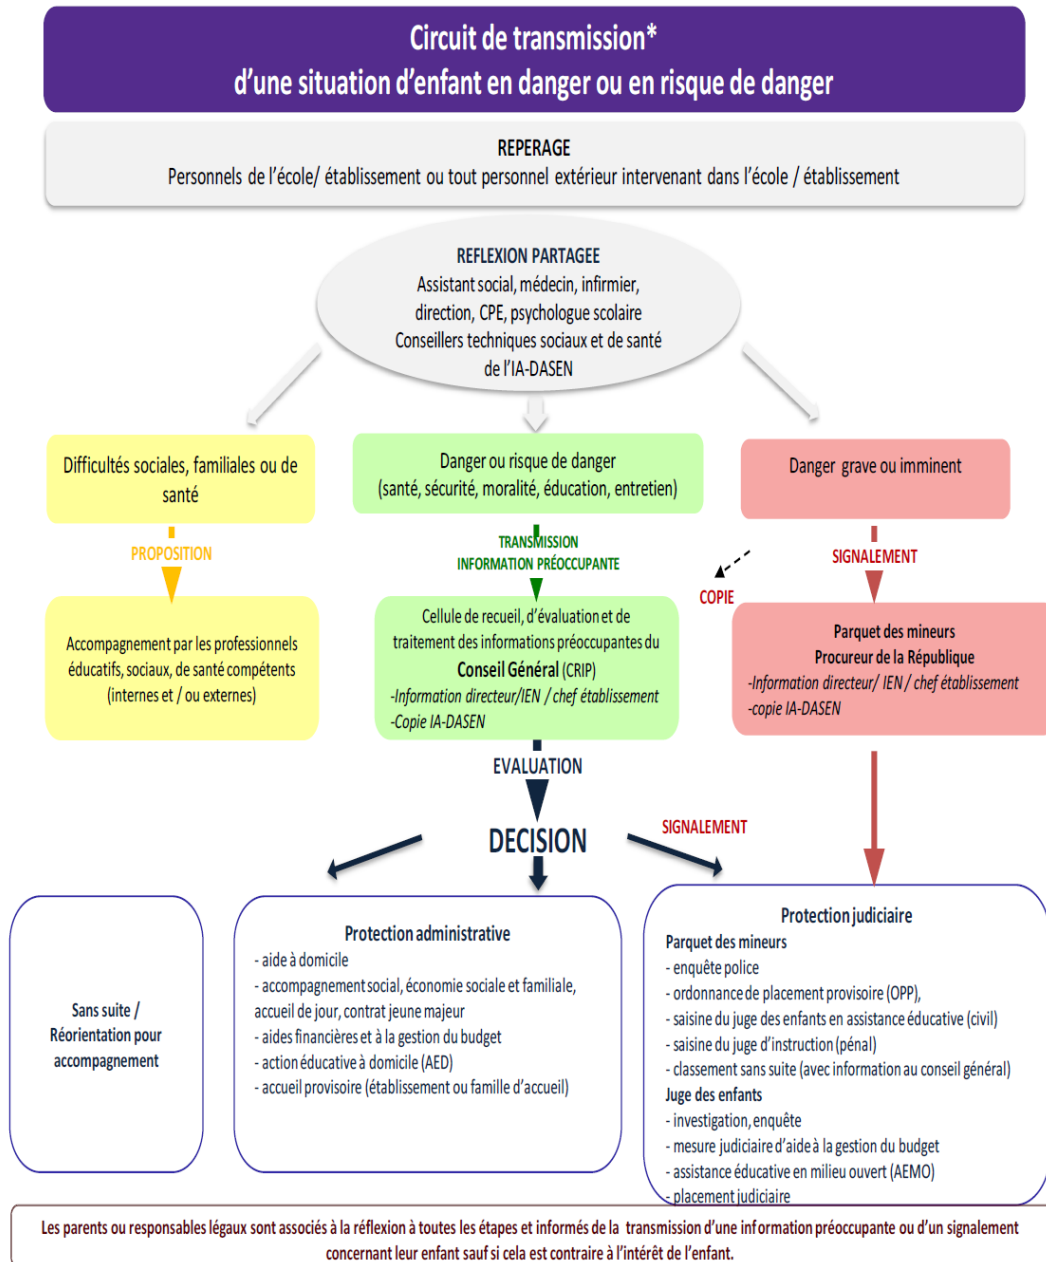 Circuit de transmission*
d’une situation d’enfant en danger ou en risque de danger
REPERAGE
Personnels de l’école/ établissement ou tout personnel extérieur intervenant dans l’école / établissement
REFLEXION PARTAGEE
Assistant social, médecin, infirmier,
direction, CPE, psychologue scolaire
Conseillers techniques sociaux et de santé
de l’IA-DASEN
Difficultés sociales, familiales ou de
santé
Danger ou risque de danger
(santé, sécurité, moralité, éducation, entretien)
Danger grave ou imminent
PROPOSITION
TRANSMISSION
INFORMATION PRÉOCCUPANTE
SIGNALEMENT
COPIE
Accompagnement par les professionnels
éducatifs, sociaux, de santé compétents
(internes et / ou externes)
Cellule de recueil, d’évaluation et de
traitement des informations préoccupantes du
Conseil Général (CRIP)
-Information directeur/IEN / chef établissement
-Copie IA-DASEN
Parquet des mineurs
Procureur de la République
-Information directeur/ IEN / chef établissement
-copie IA-DASEN
EVALUATION
DECISION
SIGNALEMENT
Sans suite /
Réorientation pour
accompagnement
Protection administrative
- aide à domicile
- accompagnement social, économie sociale et familiale,
accueil de jour, contrat jeune majeur
- aides financières et à la gestion du budget
- action éducative à domicile (AED)
- accueil provisoire (établissement ou famille d’accueil)
Protection judiciaire
Parquet des mineurs
- enquête police
- ordonnance de placement provisoire (OPP),
- saisine du juge des enfants en assistance éducative (civil)
- saisine du juge d’instruction (pénal)
- classement sans suite (avec information au conseil général)
Juge des enfants
- investigation, enquête
- mesure judiciaire d’aide à la gestion du budget
- assistance éducative en milieu ouvert (AEMO)
- placement judiciaire
Les parents ou responsables légaux sont associés à la réflexion à toutes les étapes et informés de la transmission d’une information préoccupante ou d’un signalement
concernant leur enfant sauf si cela est contraire à l’intérêt de l’enfant.